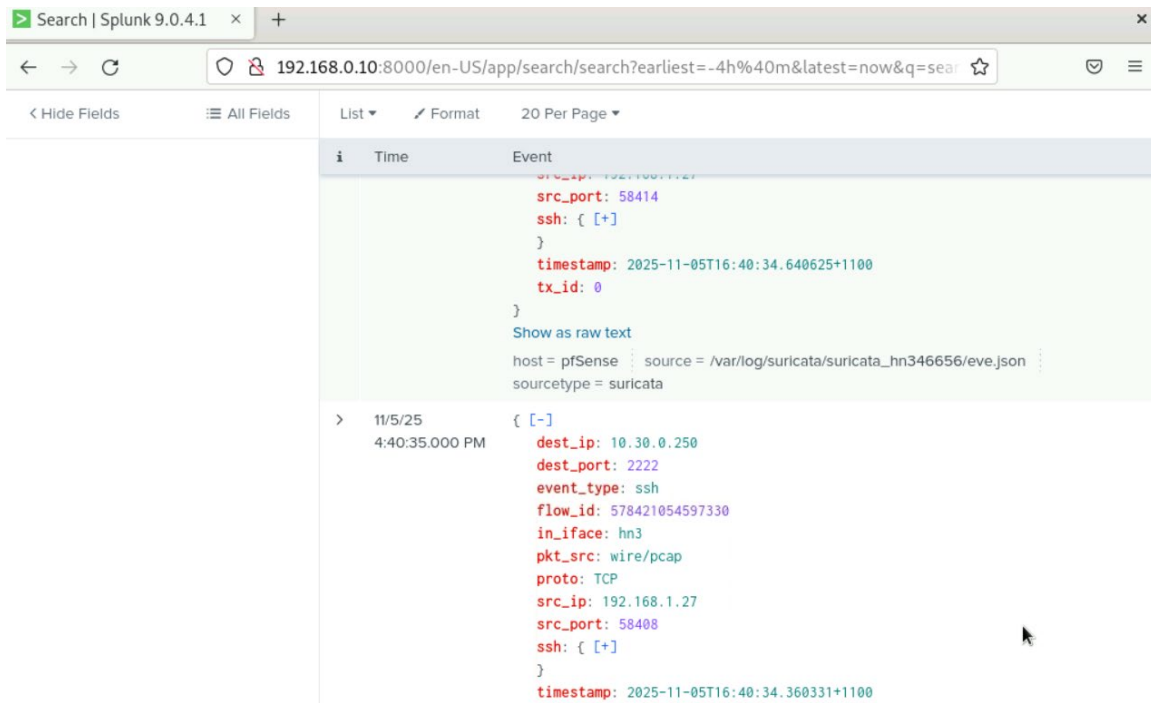 Search | Splunk 9.0.4.1 × + ×
192.168.0.10:8000/en-US/app/search/search?earliest=-4h%40m&latest=now&q=sear
< Hide Fields All Fields List Format 20 Per Page
i Time Event
src_ip: 192.168.1.27
src_port: 58414
ssh: { [+]
}
timestamp: 2025-11-05T16:40:34.640625+1100
tx_id: 0
}
Show as raw text
host = pfSense source = /var/log/suricata/suricata_hn346656/eve.json
sourcetype = suricata
> 11/5/25 { [-]
4:40:35.000 PM dest_ip: 10.30.0.250
dest_port: 2222
event_type: ssh
flow_id: 578421054597330
in_iface: hn3
pkt_src: wire/pcap
proto: TCP
src_ip: 192.168.1.27
src_port: 58408
ssh: { [+]
}
timestamp: 2025-11-05T16:40:34.360331+1100